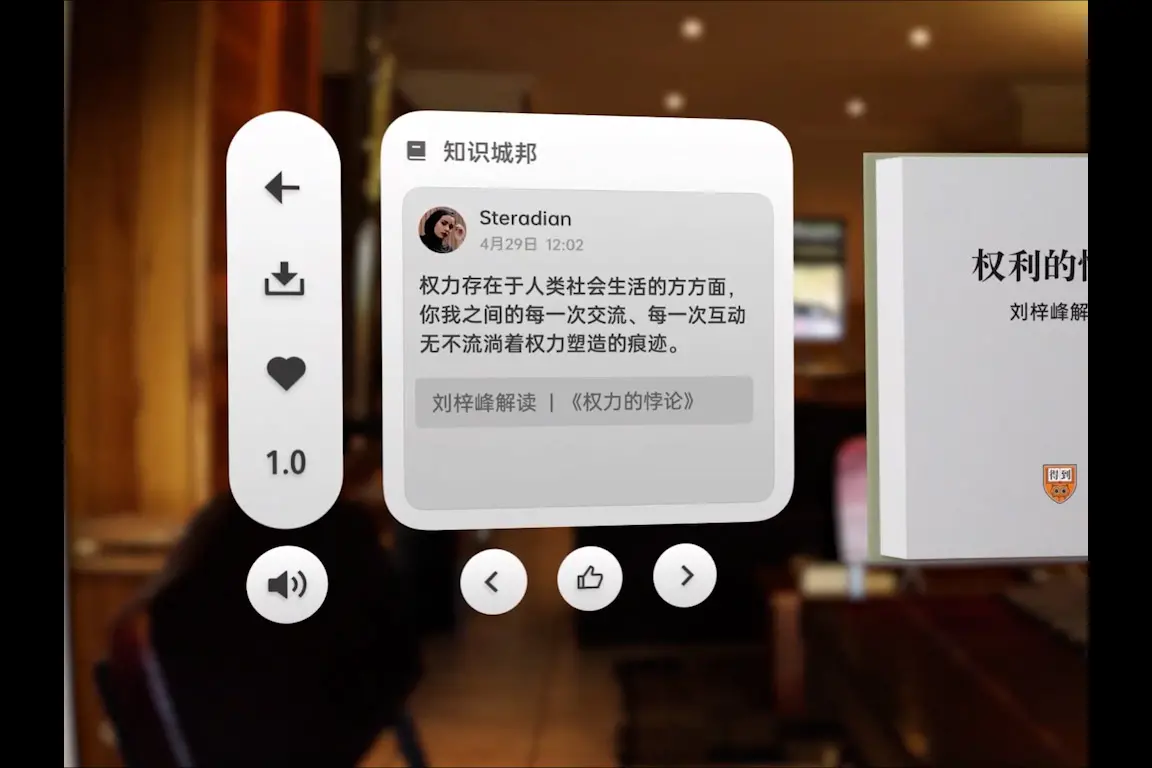 知识城邦
Steradian
4月29日 12:02
权力存在于人类社会生活的方方面，
你我之间的每一次交流、每一次互动
无不流淌着权力塑造的痕迹。
刘梓峰解读 | 《权力的悖论》
1.0
权利的
刘梓峰解
得到